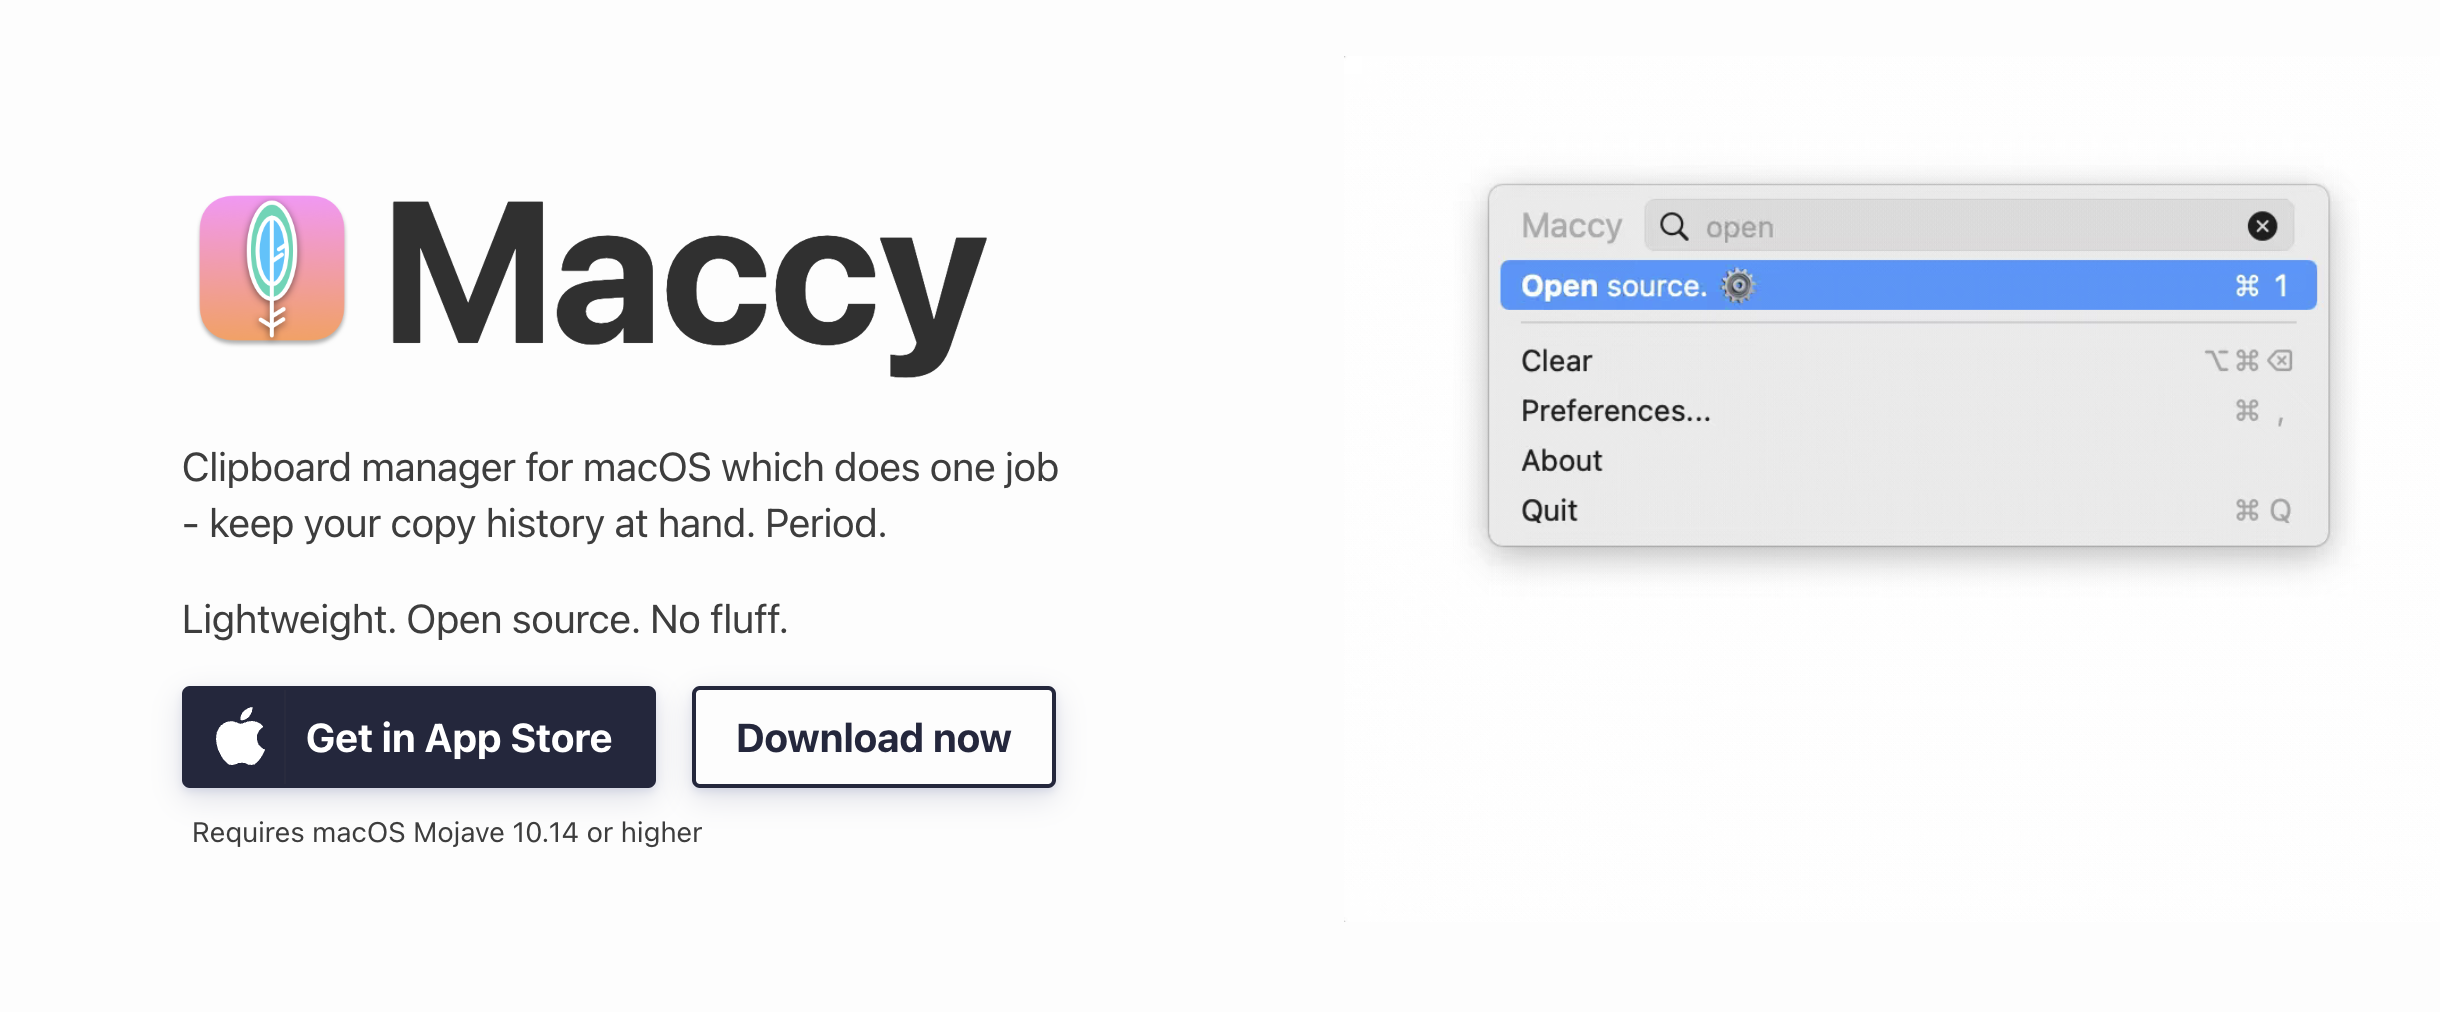 Maccy
Clipboard manager for macOS which does one job
- keep your copy history at hand. Period.
Lightweight. Open source. No fluff.
Get in App Store
Download now
Requires macOS Mojave 10.14 or higher
Maccy open
Open source. ⚙️ ⌘ 1
Clear ⌥⌘⌫
Preferences... ⌘ ,
About
Quit ⌘ Q